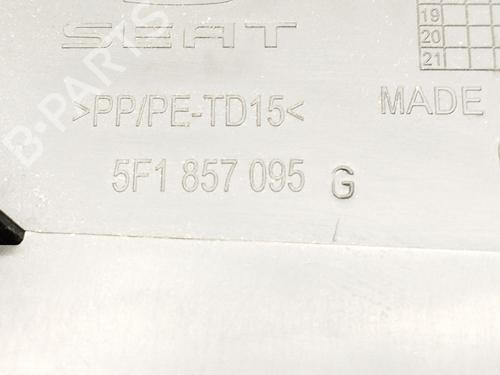 19
20
21
SEAT
>PP/PE-TD15<
MADE
5F1 857 095 G
B-PARTS